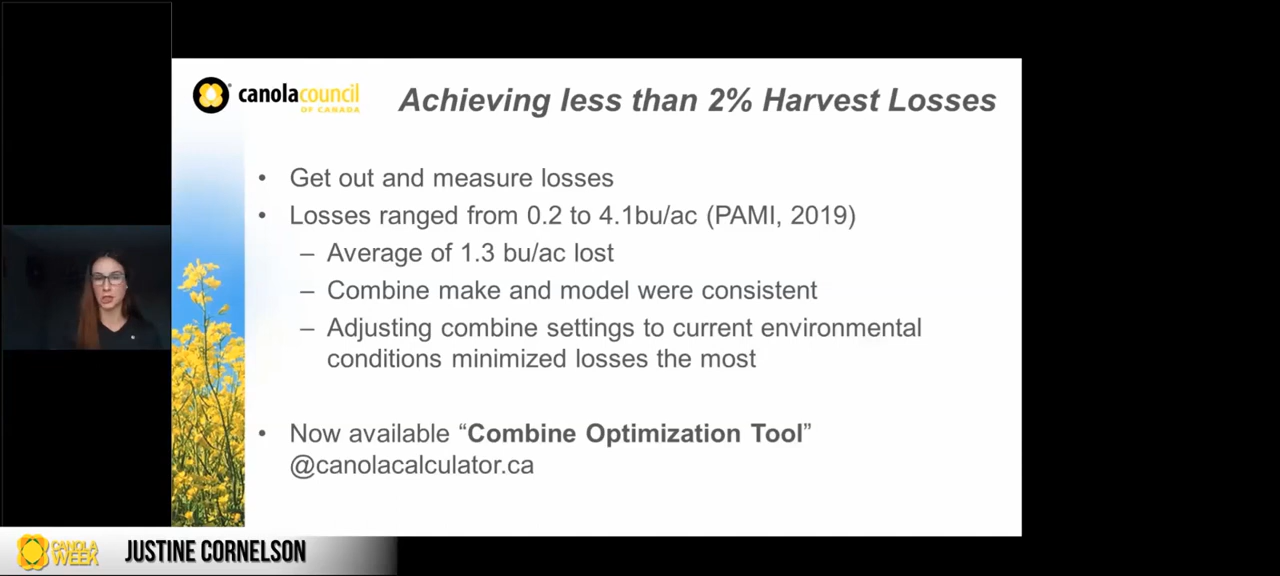 canolacouncil
OF CANADA
Achieving less than 2% Harvest Losses
• Get out and measure losses
• Losses ranged from 0.2 to 4.1bu/ac (PAMI, 2019)
– Average of 1.3 bu/ac lost
– Combine make and model were consistent
– Adjusting combine settings to current environmental
conditions minimized losses the most
• Now available “Combine Optimization Tool”
@canolacalculator.ca
CANOLA
WEEK
JUSTINE CORNELSON